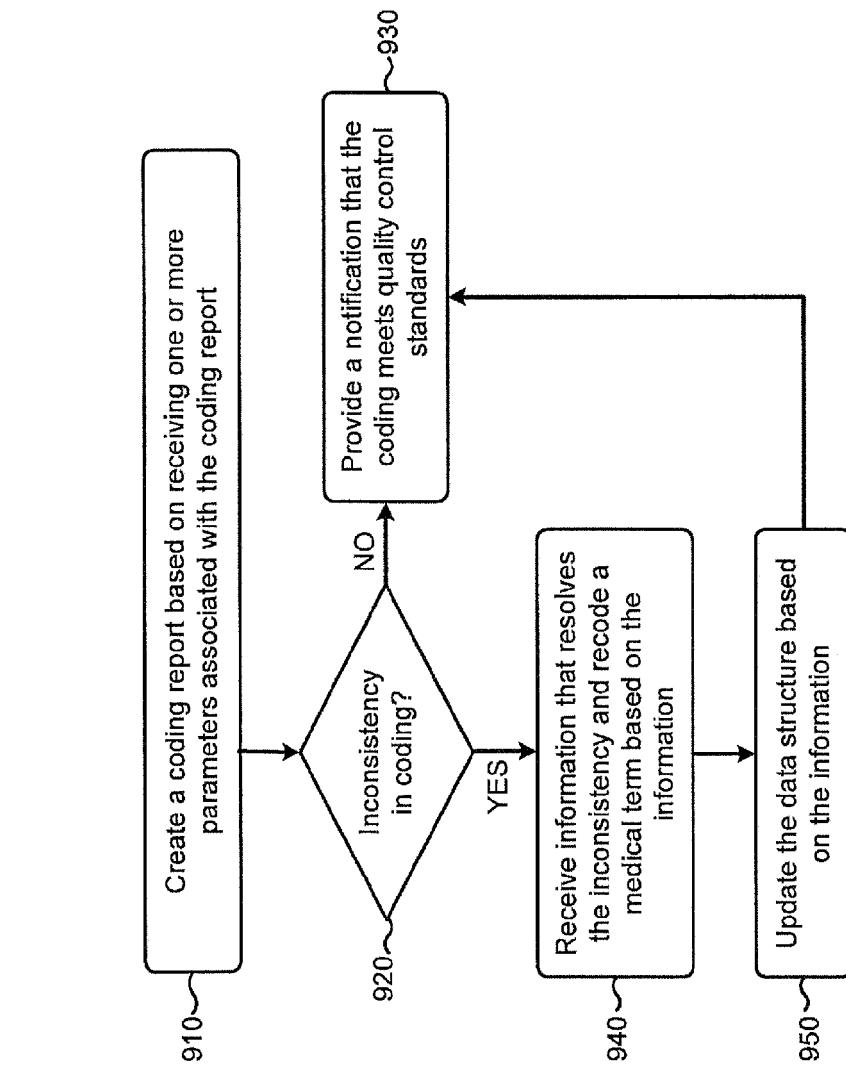 910
Create a coding report based on receiving one or more
parameters associated with the coding report
920
Inconsistency
in coding?
NO
930
Provide a notification that the
coding meets quality control
standards
YES
940
Receive information that resolves
the inconsistency and recode a
medical term based on the
information
950
Update the data structure based
on the information